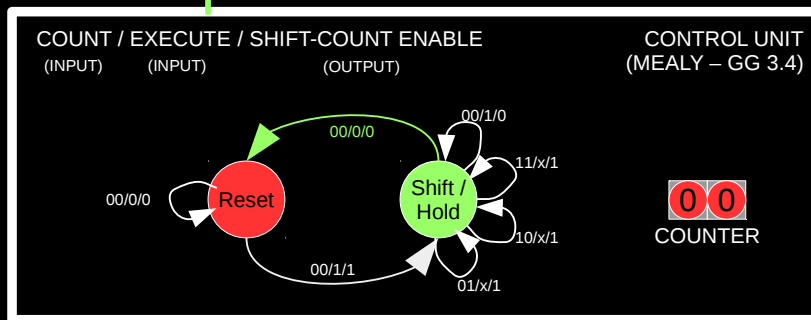 COUNT / EXECUTE / SHIFT-COUNT ENABLE
(INPUT) (INPUT) (OUTPUT)
CONTROL UNIT
(MEALY – GG 3.4)
00/0/0
00/1/0
11/x/1
00/0/0
Reset
Shift /
Hold
0 0
COUNTER
10/x/1
00/1/1
01/x/1